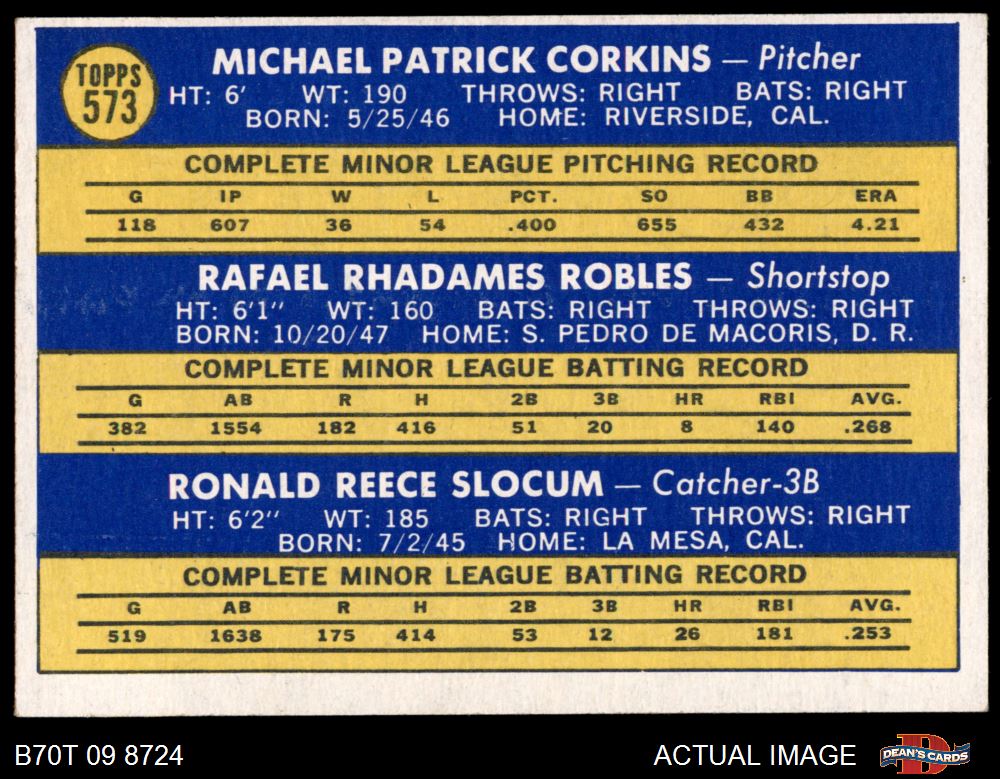 TOPPS
573
MICHAEL PATRICK CORKINS — Pitcher
HT: 6' WT: 190 THROWS: RIGHT BATS: RIGHT
BORN: 5/25/46 HOME: RIVERSIDE, CAL.
COMPLETE MINOR LEAGUE PITCHING RECORD
G IP W L PCT. SO BB ERA
118 607 36 54 .400 655 432 4.21
RAFAEL RHADAMES ROBLES — Shortstop
HT: 6'1" WT: 160 BATS: RIGHT THROWS: RIGHT
BORN: 10/20/47 HOME: S. PEDRO DE MACORIS, D. R.
COMPLETE MINOR LEAGUE BATTING RECORD
G AB R H 2B 3B HR RBI AVG.
382 1554 182 416 51 20 8 140 .268
RONALD REECE SLOCUM — Catcher-3B
HT: 6'2" WT: 185 BATS: RIGHT THROWS: RIGHT
BORN: 7/2/45 HOME: LA MESA, CAL.
COMPLETE MINOR LEAGUE BATTING RECORD
G AB R H 2B 3B HR RBI AVG.
519 1638 175 414 53 12 26 181 .253
B70T 09 8724 ACTUAL IMAGE DEAN'S CARDS